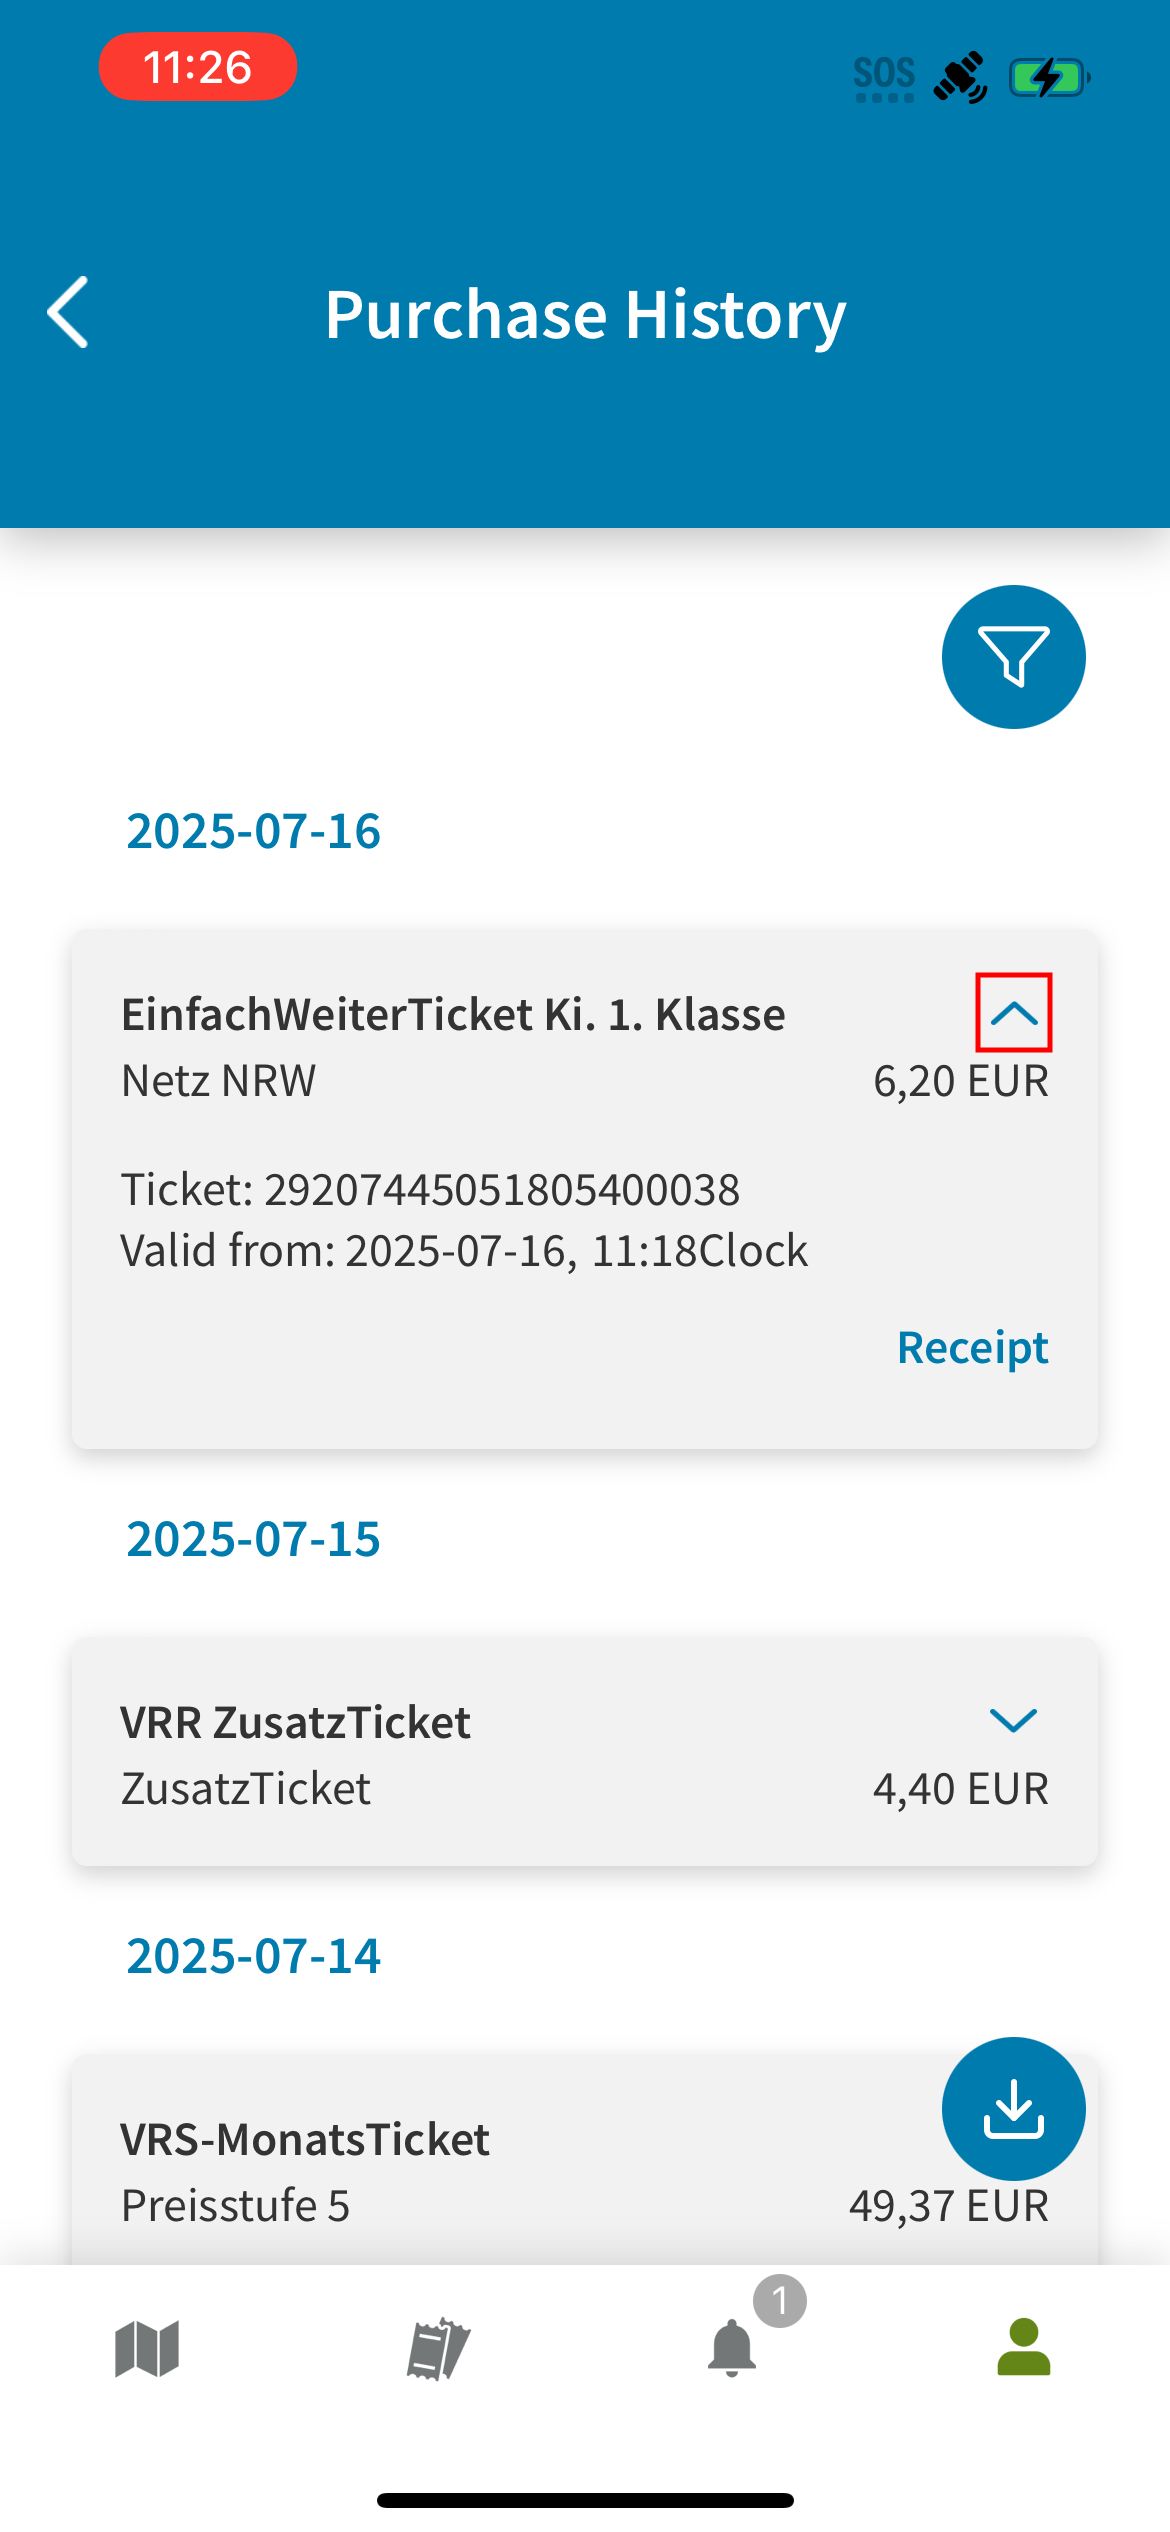 11:26
SOS
Purchase History
2025-07-16
EinfachWeiterTicket Ki. 1. Klasse
Netz NRW
6,20 EUR
Ticket: 29207445051805400038
Valid from: 2025-07-16, 11:18Clock
Receipt
2025-07-15
VRR ZusatzTicket
ZusatzTicket
4,40 EUR
2025-07-14
VRS-MonatsTicket
Preisstufe 5
49,37 EUR
1